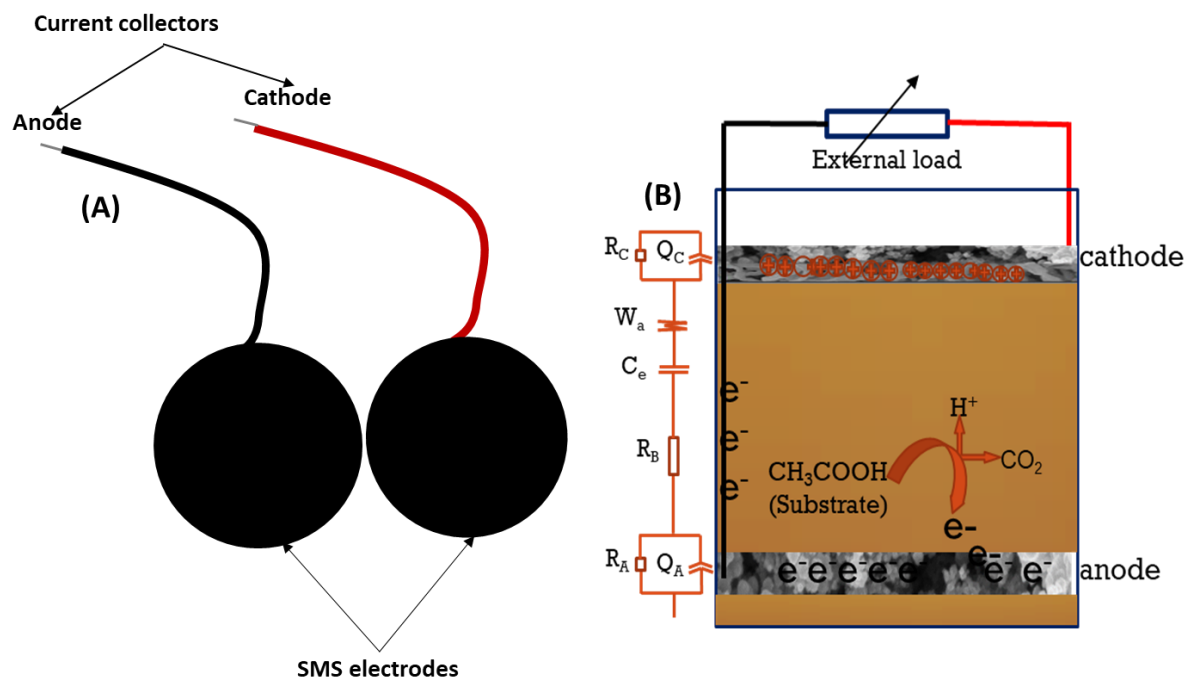 Current collectors
Anode
Cathode
(A)
SMS electrodes
(B)
External load
R_C
Q_C
cathode
W_a
C_e
R_B
R_A
Q_A
e⁻
e⁻
e⁻
H⁺
CO₂
CH₃COOH
(Substrate)
e-
e-
e⁻e⁻e⁻e⁻e⁻ e⁻ e⁻
anode